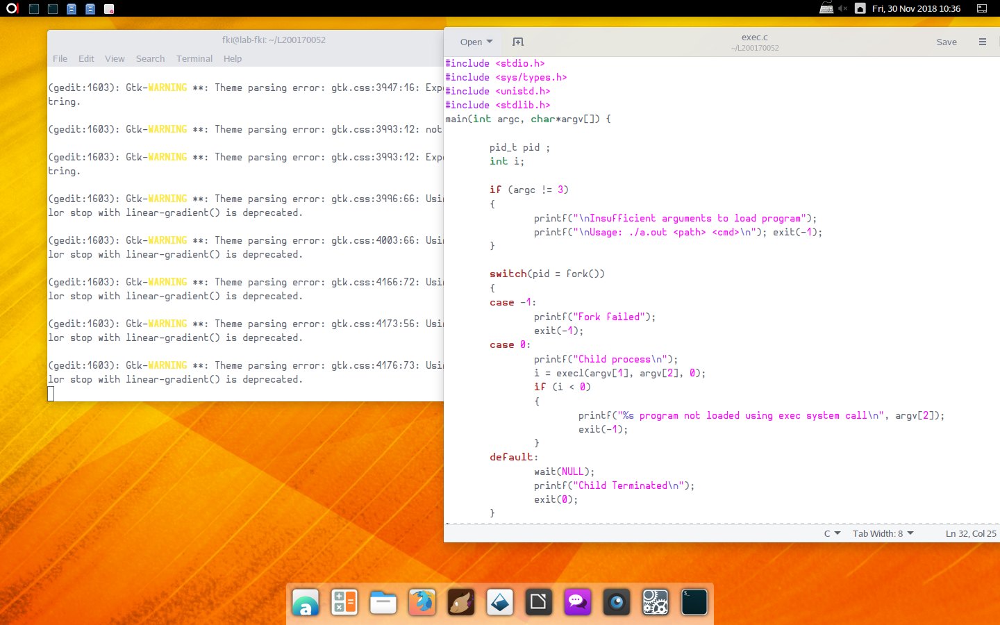 Fri, 30 Nov 2018 10:36
fki@lab-fki: ~/L200170052
File Edit View Search Terminal Help
(gedit:1603): Gtk-WARNING **: Theme parsing error: gtk.css:3947:16:
tring.
(gedit:1603): Gtk-WARNING **: Theme parsing error: gtk.css:3993:12: not
(gedit:1603): Gtk-WARNING **: Theme parsing error: gtk.css:3993:12:
tring.
(gedit:1603): Gtk-WARNING **: Theme parsing error: gtk.css:3996:66:
lor stop with linear-gradient() is deprecated.
(gedit:1603): Gtk-WARNING **: Theme parsing error: gtk.css:4003:66:
lor stop with linear-gradient() is deprecated.
(gedit:1603): Gtk-WARNING **: Theme parsing error: gtk.css:4166:72:
lor stop with linear-gradient() is deprecated.
(gedit:1603): Gtk-WARNING **: Theme parsing error: gtk.css:4173:56:
lor stop with linear-gradient() is deprecated.
(gedit:1603): Gtk-WARNING **: Theme parsing error: gtk.css:4176:73:
lor stop with linear-gradient() is deprecated.
Open
exec.c
~/L200170052
Save
#include <stdio.h>
#include <sys/types.h>
#include <unistd.h>
#include <stdlib.h>
main(int argc, char*argv[]) {
pid_t pid ;
int i;
if (argc != 3)
{
printf("\nInsufficient arguments to load program");
printf("\nUsage: ./a.out <path> <cmd>\n"); exit(-1);
}
switch(pid = fork())
{
case -1:
printf("Fork failed");
exit(-1);
case 0:
printf("Child process\n");
i = execl(argv[1], argv[2], 0);
if (i < 0)
{
printf("%s program not loaded using exec system call\n", argv[2]);
exit(-1);
}
default:
wait(NULL);
printf("Child Terminated\n");
exit(0);
}
C Tab Width: 8 Ln 32, Col 25